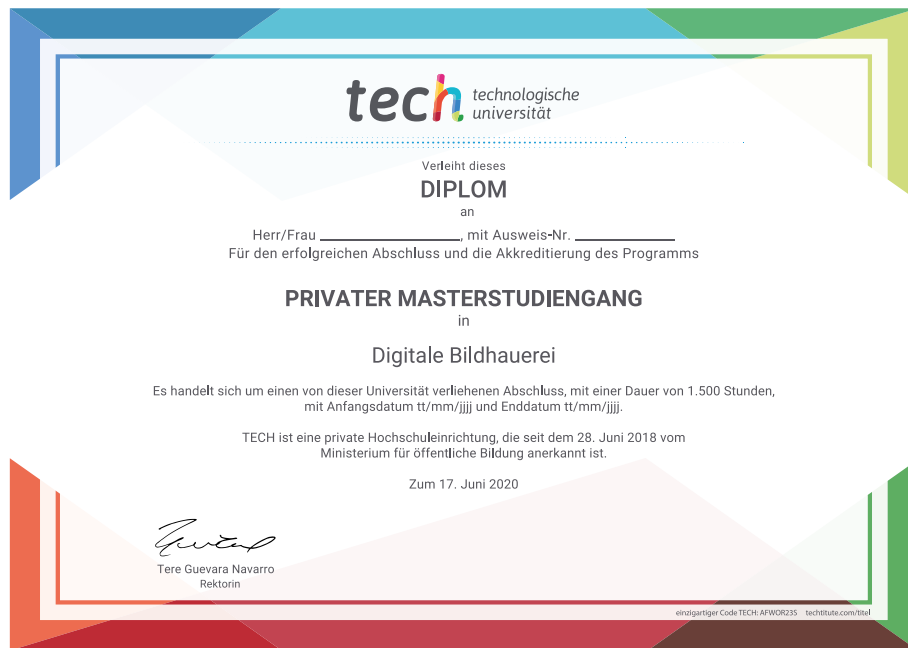 tech technologische
universität
Verleiht dieses
DIPLOM
an
Herr/Frau ________________, mit Ausweis-Nr. ____________
Für den erfolgreichen Abschluss und die Akkreditierung des Programms
PRIVATER MASTERSTUDIENGANG
in
Digitale Bildhauerei
Es handelt sich um einen von dieser Universität verliehenen Abschluss, mit einer Dauer von 1.500 Stunden,
mit Anfangsdatum tt/mm/jjjj und Enddatum tt/mm/jjjj.
TECH ist eine private Hochschuleinrichtung, die seit dem 28. Juni 2018 vom
Ministerium für öffentliche Bildung anerkannt ist.
Zum 17. Juni 2020
Tere Guevara Navarro
Rektorin
einzigartiger Code TECH: AFWOR23S techtitute.com/titel